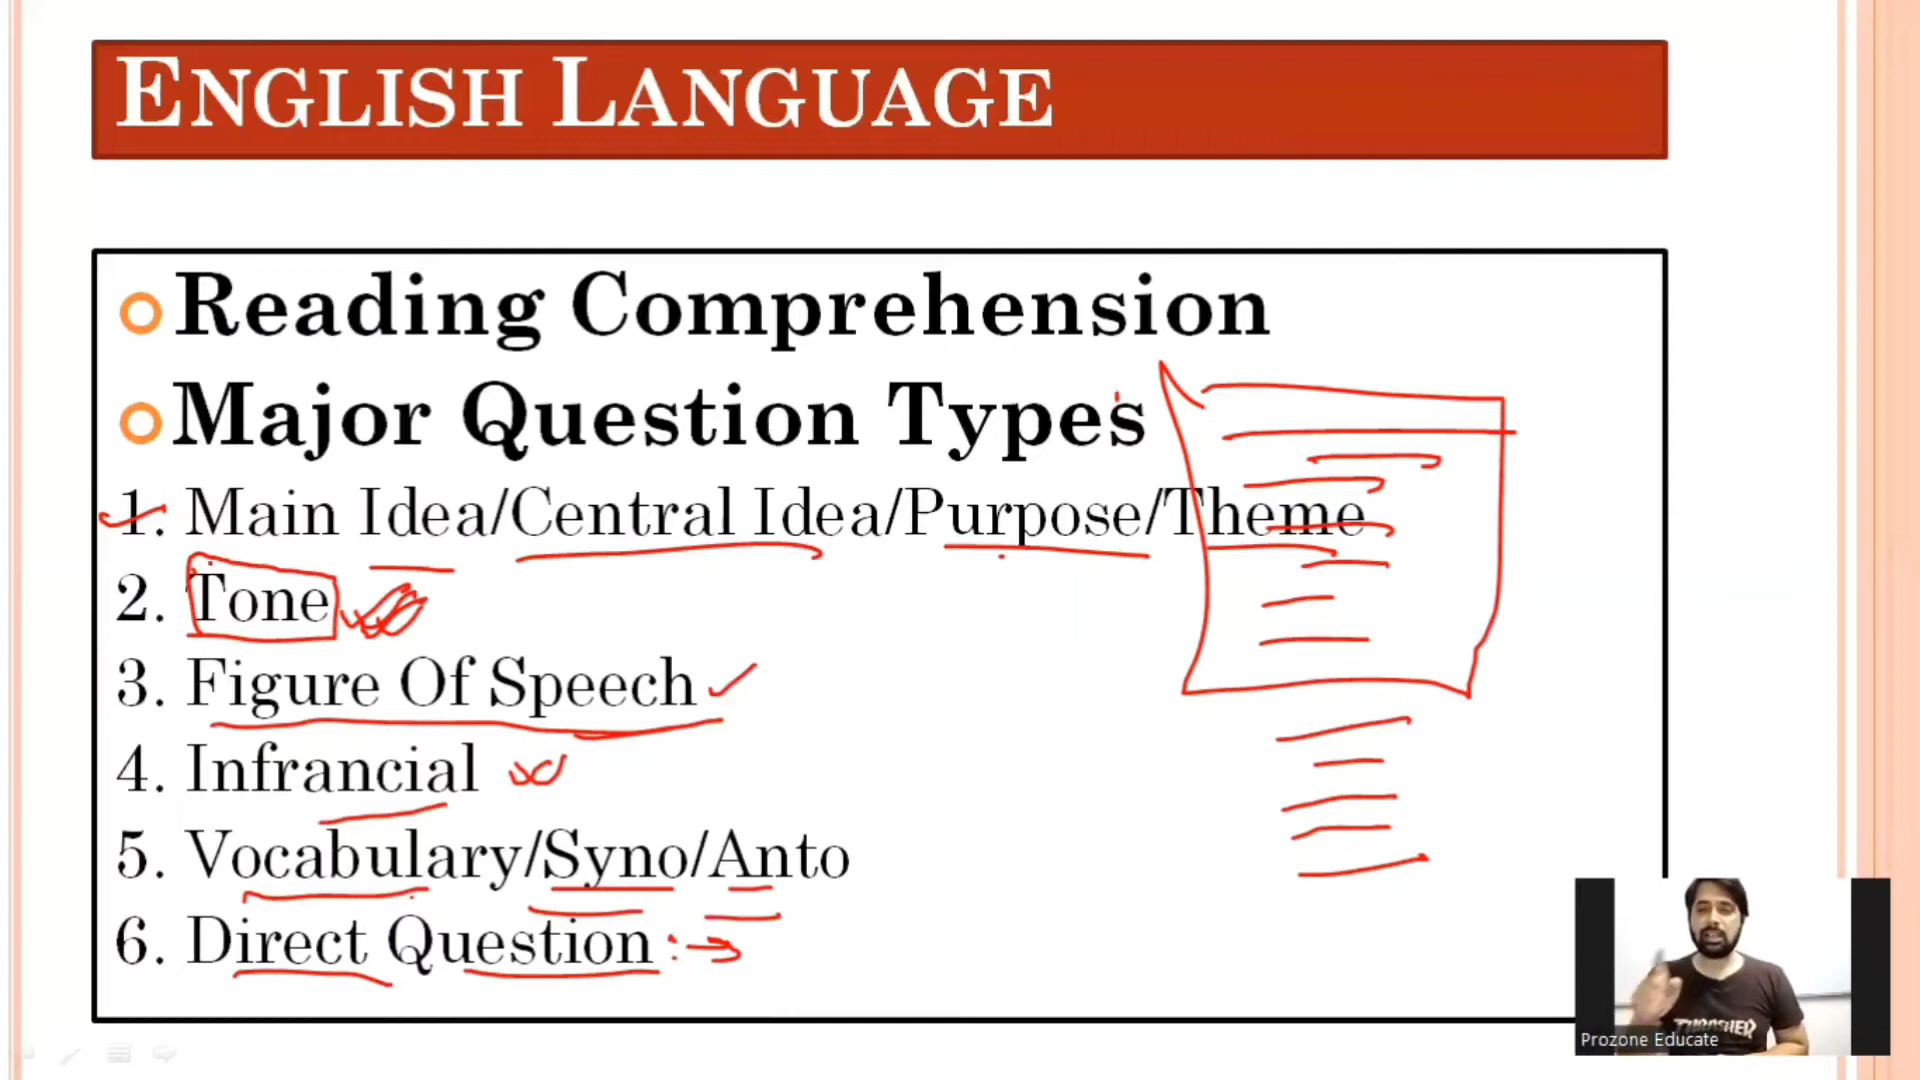 ENGLISH LANGUAGE
Reading Comprehension
Major Question Types
1. Main Idea/Central Idea/Purpose/Theme
2. Tone
3. Figure Of Speech
4. Infrancial
5. Vocabulary/Syno/Anto
6. Direct Question
THRASHER
Prozone Educate